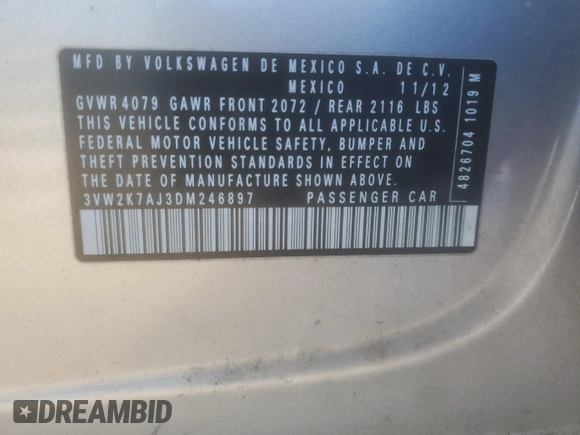 MFD BY VOLKSWAGEN DE MEXICO S.A. DE C.V.
MEXICO 11/12
GVWR 4079 GAWR FRONT 2072 / REAR 2116 LBS
THIS VEHICLE CONFORMS TO ALL APPLICABLE U.S.
FEDERAL MOTOR VEHICLE SAFETY, BUMPER AND
THEFT PREVENTION STANDARDS IN EFFECT ON
THE DATE OF MANUFACTURE SHOWN ABOVE.
3VW2K7AJ3DM246897 PASSENGER CAR
4826704 1019 M
DREAMBID